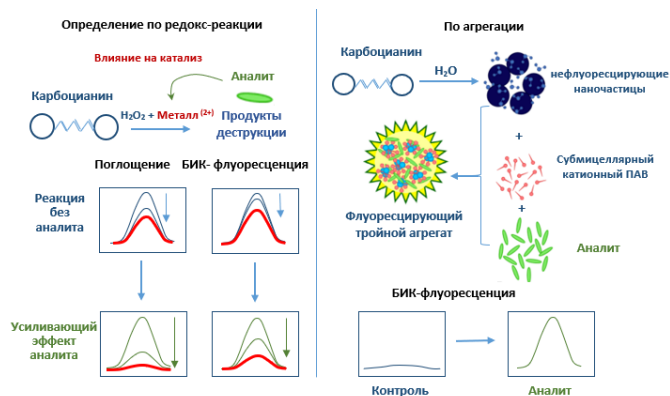 Определение по редокс-реакции
Влияние на катализ
Аналит
Карбоцианин
H₂O₂ + Металл (2+)
Продукты
деструкции
Поглощение
БИК- флуоресценция
Реакция
без
аналита
Усиливающий
эффект
аналита
По агрегации
Карбоцианин
H₂O
нефлуоресцирующие
наночастицы
+
Субмицеллярный
катионный ПАВ
+
Флуоресцирующий
тройной агрегат
Аналит
БИК-флуоресценция
Контроль
Аналит